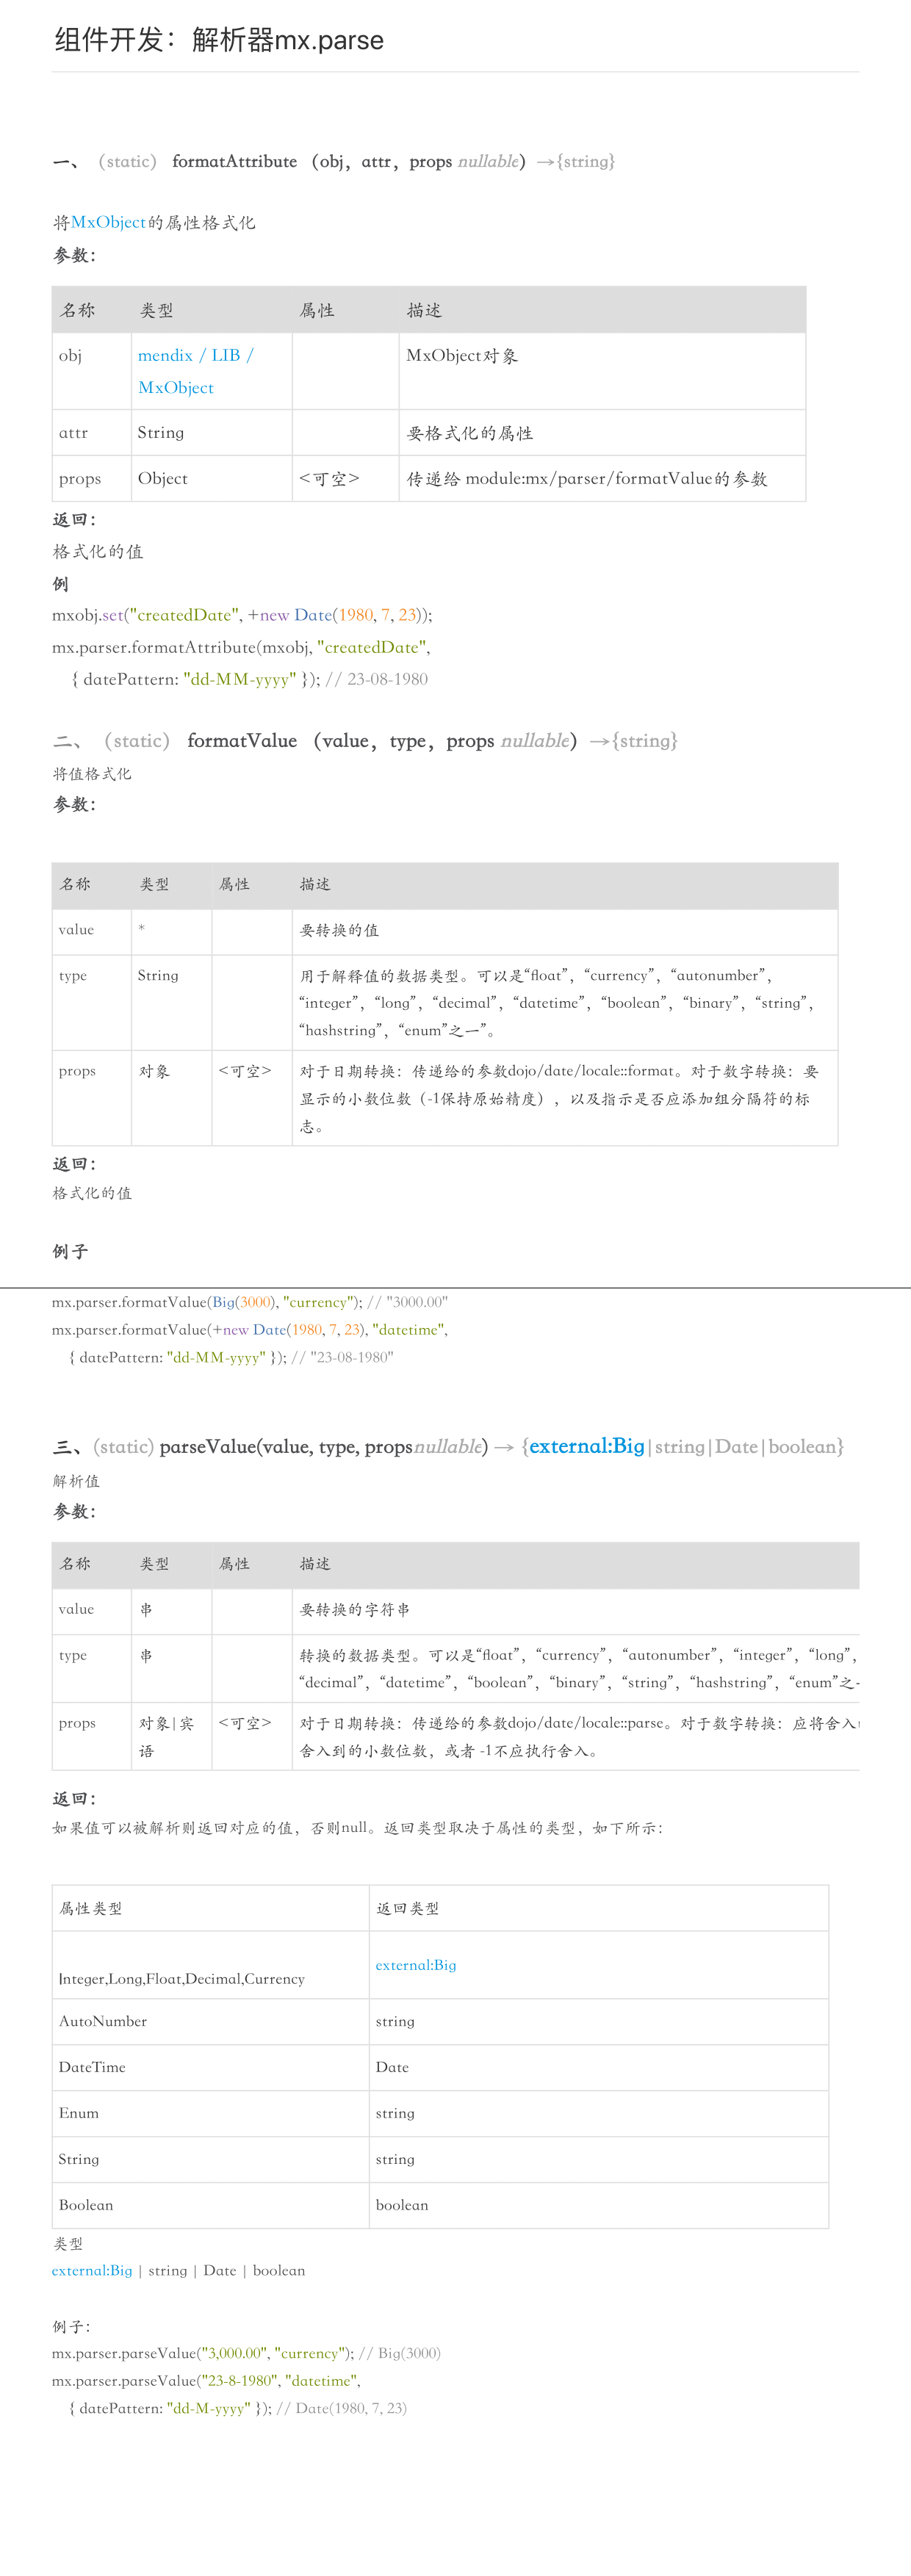 组件开发：解析器mx.parse
一、（static） formatAttribute （obj，attr，props nullable）→{string}
将MxObject的属性格式化
参数：
名称 类型 属性 描述
obj mendix / LIB / MxObject对象
MxObject
attr String 要格式化的属性
props Object <可空> 传递给 module:mx/parser/formatValue的参数
返回：
格式化的值
例
mxobj.set("createdDate", +new Date(1980, 7, 23));
mx.parser.formatAttribute(mxobj, "createdDate",
{ datePattern: "dd-MM-yyyy" }); // 23-08-1980
二、（static） formatValue （value，type，props nullable）→{string}
将值格式化
参数：
名称 类型 属性 描述
value * 要转换的值
type String 用于解释值的数据类型。可以是“float”，“currency”，“autonumber”，
“integer”，“long”，“decimal”，“datetime”，“boolean”，“binary”，“string”，
“hashstring”，“enum”之一”。
props 对象 <可空> 对于日期转换：传递给的参数dojo/date/locale::format。对于数字转换：要
显示的小数位数（-1保持原始精度），以及指示是否应添加组分隔符的标
志。
返回：
格式化的值
例子
mx.parser.formatValue(Big(3000), "currency"); // "3000.00"
mx.parser.formatValue(+new Date(1980, 7, 23), "datetime",
{ datePattern: "dd-MM-yyyy" }); // "23-08-1980"
三、(static) parseValue(value, type, propsnullable) → {external:Big|string|Date|boolean}
解析值
参数：
名称 类型 属性 描述
value 串 要转换的字符串
type 串 转换的数据类型。可以是“float”，“currency”，“autonumber”，“integer”，“long”，
“decimal”，“datetime”，“boolean”，“binary”，“string”，“hashstring”，“enum”之
props 对象|宾 <可空> 对于日期转换：传递给的参数dojo/date/locale::parse。对于数字转换：应将舍入
语 舍入到的小数位数，或者 -1不应执行舍入。
返回：
如果值可以被解析则返回对应的值，否则null。返回类型取决于属性的类型，如下所示：
属性类型 返回类型
Integer,Long,Float,Decimal,Currency external:Big
AutoNumber string
DateTime Date
Enum string
String string
Boolean boolean
类型
external:Big | string | Date | boolean
例子：
mx.parser.parseValue("3,000.00", "currency"); // Big(3000)
mx.parser.parseValue("23-8-1980", "datetime",
{ datePattern: "dd-M-yyyy" }); // Date(1980, 7, 23)